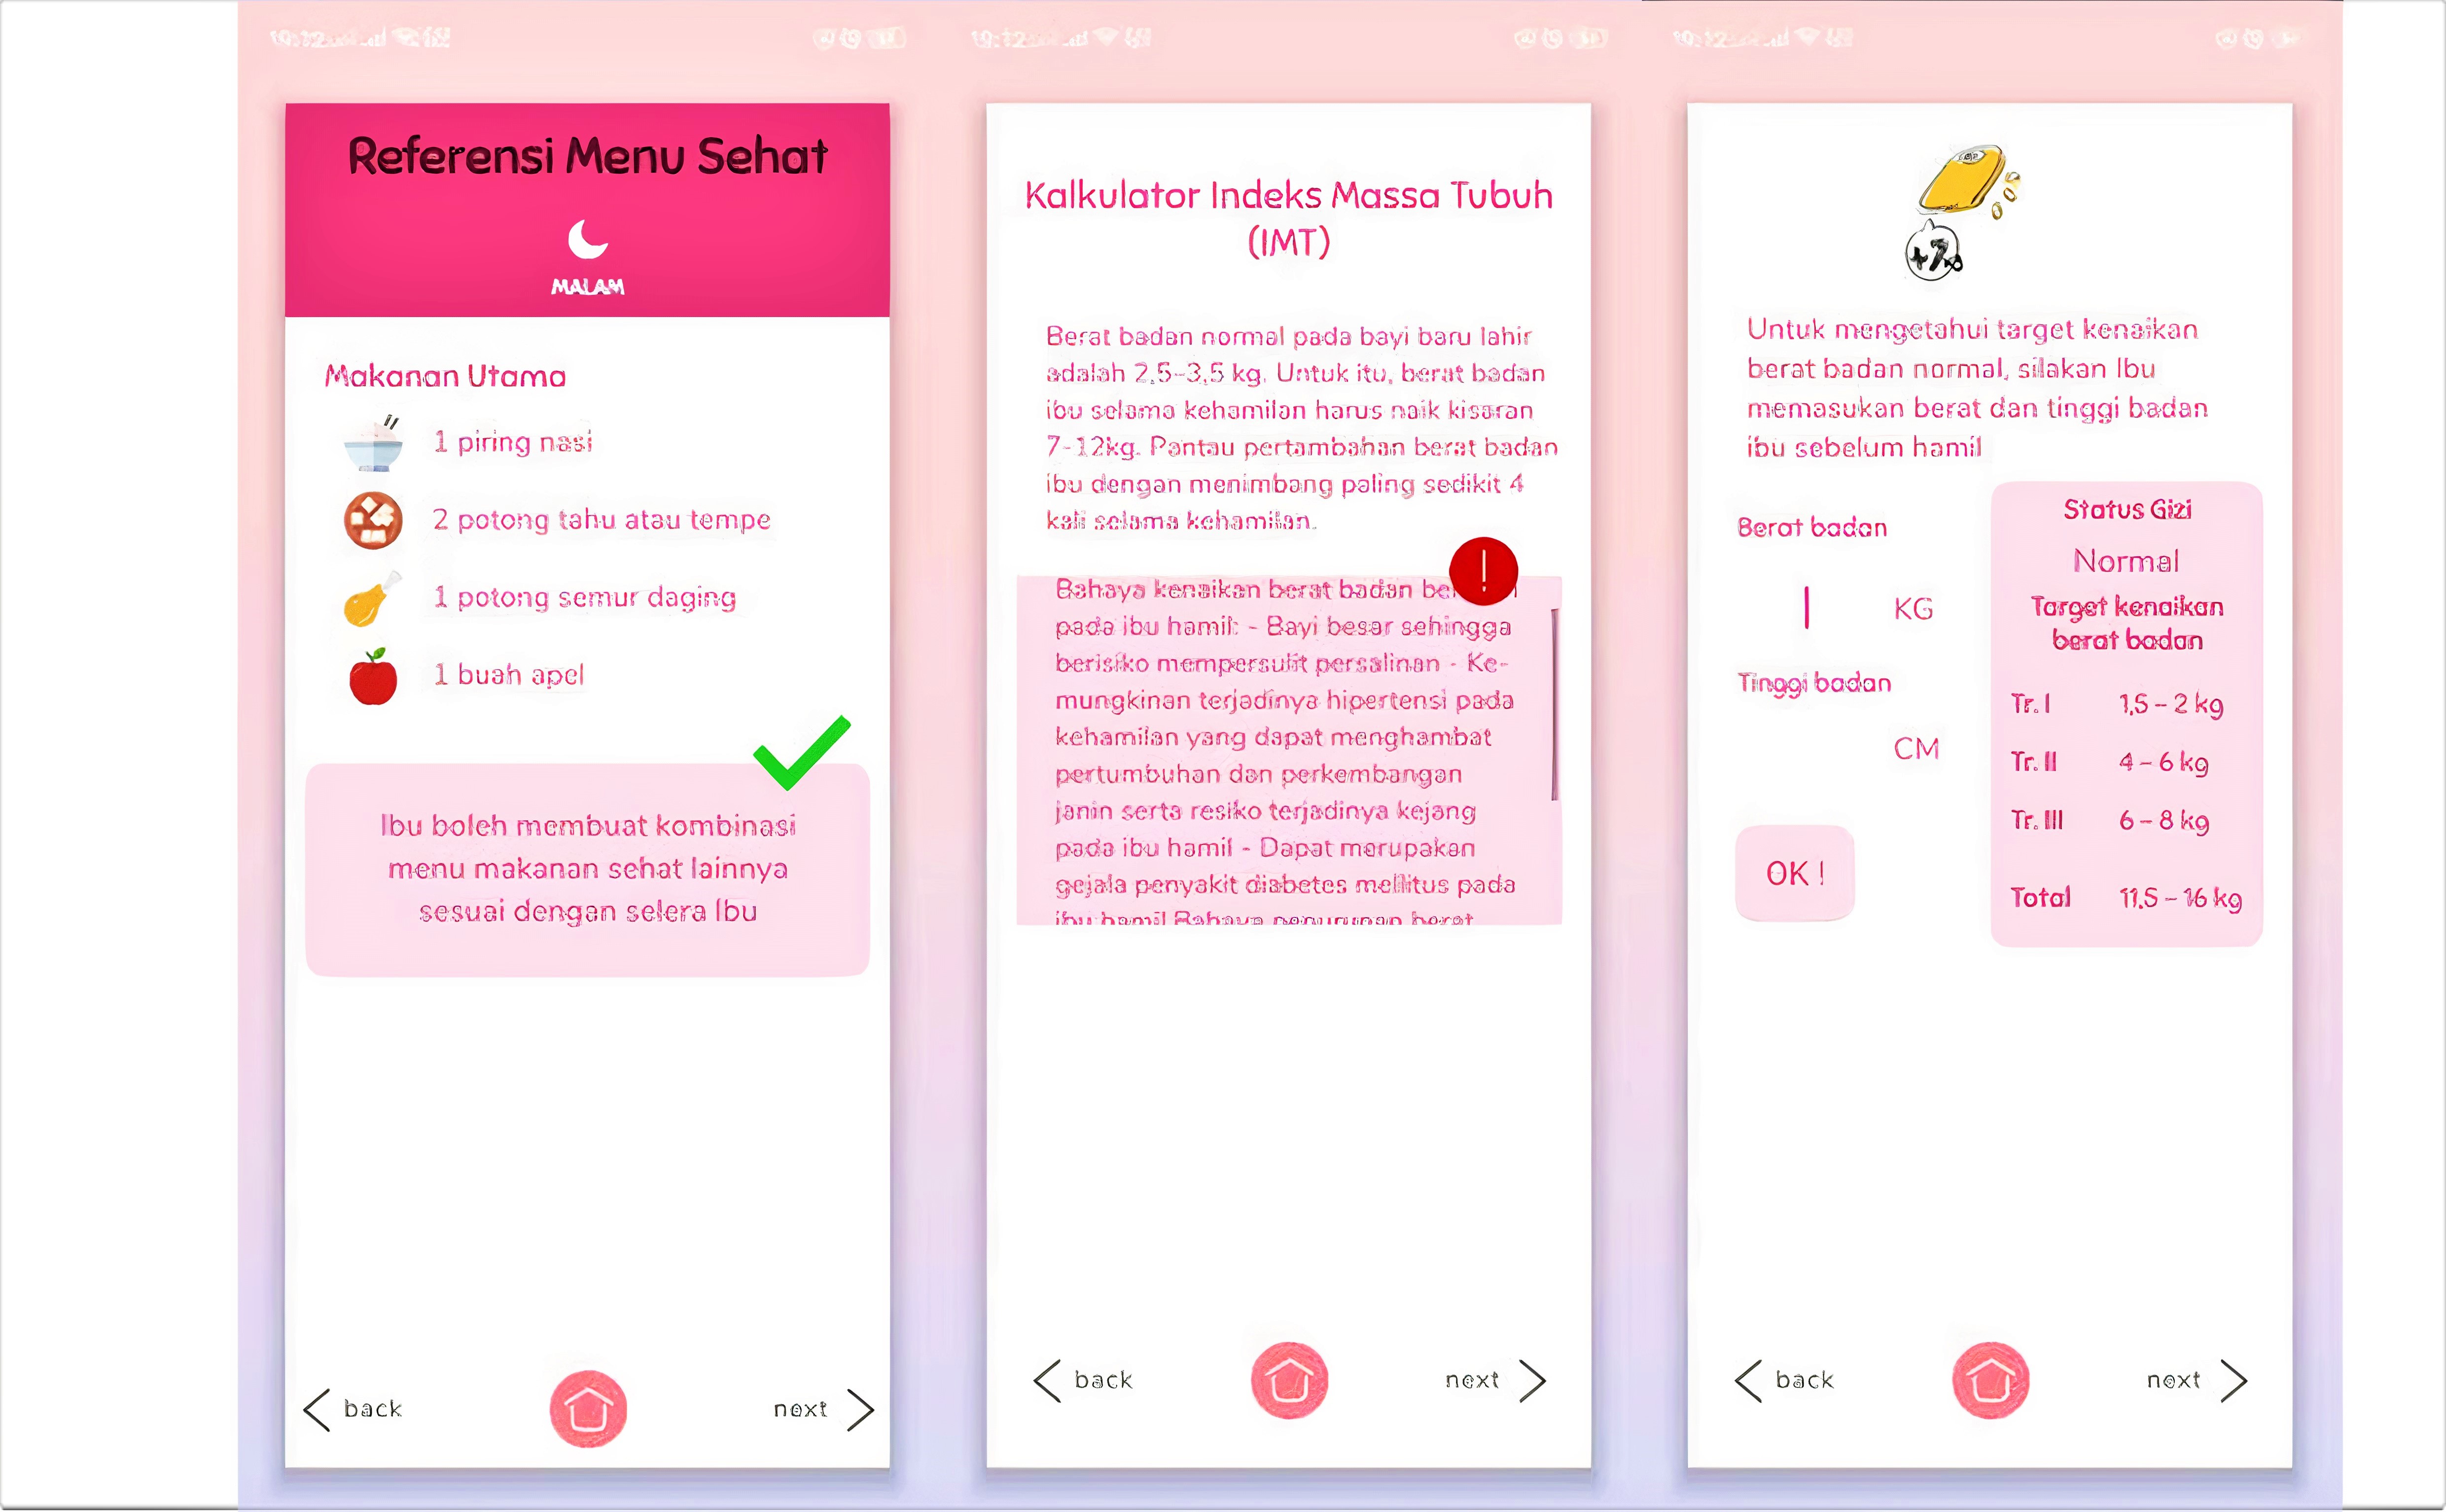 Referensi Menu Sehat
MALAM
Makanan Utama
1 piring nasi
2 potong tahu atau tempe
1 potong semur daging
1 buah apel
Ibu boleh membuat kombinasi
menu makanan sehat lainnya
sesuai dengan selera Ibu
back
next
Kalkulator Indeks Massa Tubuh
(IMT)
Berat badan normal pada bayi baru lahir
adalah 2,5-3,5 kg. Untuk itu, berat badan
ibu selama kehamilan harus naik kisaran
7-12kg. Pantau pertambahan berat badan
ibu dengan menimbang paling sedikit 4
kali selama kehamilan.
!
Bahaya kenaikan berat badan
pada ibu hamil: - Bayi besar sehingga
berisiko mempersulit persalinan - Ke-
mungkinan terjadinya hipertensi pada
kehamilan yang dapat menghambat
pertumbuhan dan perkembangan
janin serta resiko terjadinya kejang
pada ibu hamil - Dapat merupakan
gejala penyakit diabetes mellitus pada
ibu hamil Bahaya penurunan berat
back
next
Untuk mengetahui target kenaikan
berat badan normal, silakan Ibu
memasukan berat dan tinggi badan
ibu sebelum hamil
Berat badan
KG
Tinggi badan
CM
OK !
Status Gizi
Normal
Target kenaikan
berat badan
Tr. I 1,5 – 2 kg
Tr. II 4 – 6 kg
Tr. III 6 – 8 kg
Total 11,5 – 16 kg
back
next